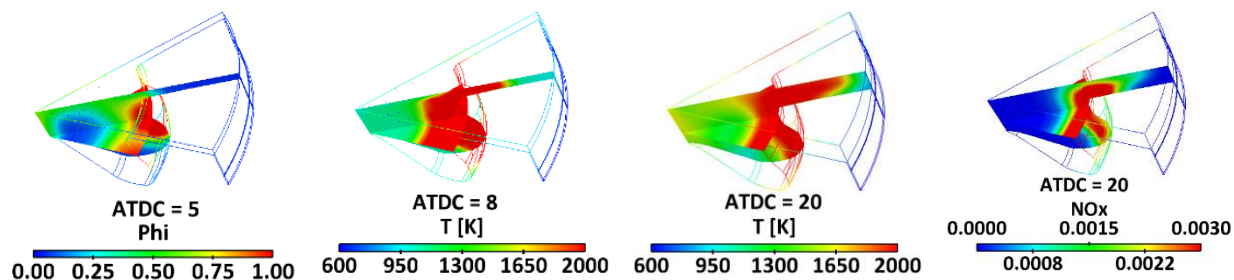 ATDC = 5
Phi
0.00 0.25 0.50 0.75 1.00
ATDC = 8
T [K]
600 950 1300 1650 2000
ATDC = 20
T [K]
600 950 1300 1650 2000
ATDC = 20
NOx
0.0000 0.0015 0.0030
0.0008 0.0022